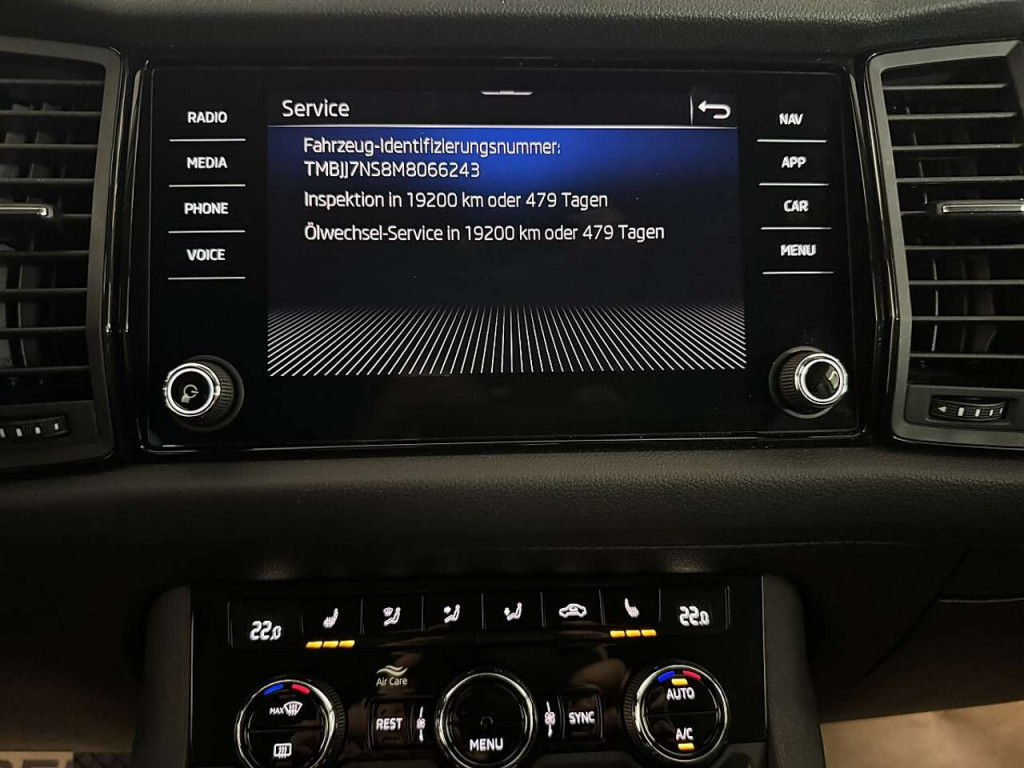 Service
Fahrzeug-Identifizierungsnummer:
TMBJJ7NS8M8066243
Inspektion in 19200 km oder 479 Tagen
Ölwechsel-Service in 19200 km oder 479 Tagen
RADIO
MEDIA
PHONE
VOICE
NAV
APP
CAR
MENU
22.0
22.0
Air Care
MAX
REST
MENU
SYNC
AUTO
A/C